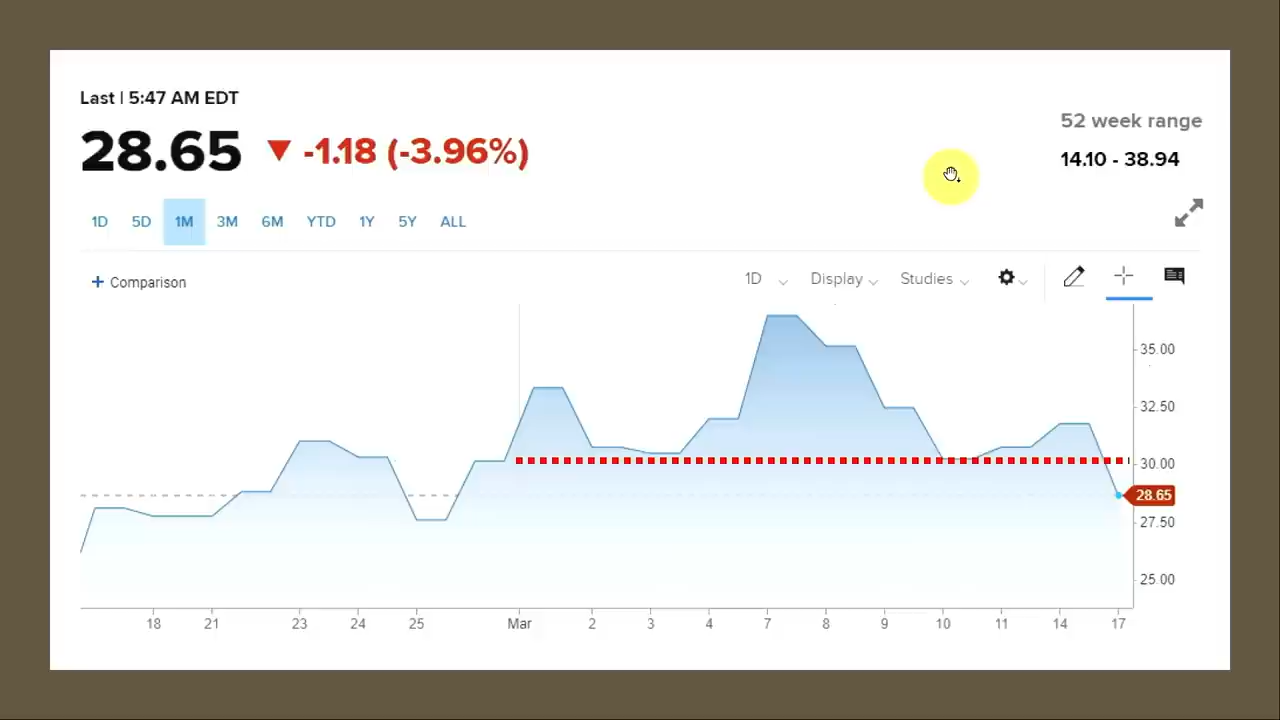 Last | 5:47 AM EDT
28.65 ▼ -1.18 (-3.96%)
52 week range
14.10 - 38.94
1D 5D 1M 3M 6M YTD 1Y 5Y ALL
+ Comparison
1D Display Studies
35.00
32.50
30.00
28.65
27.50
25.00
18 21 23 24 25 Mar 2 3 4 7 8 9 10 11 14 17